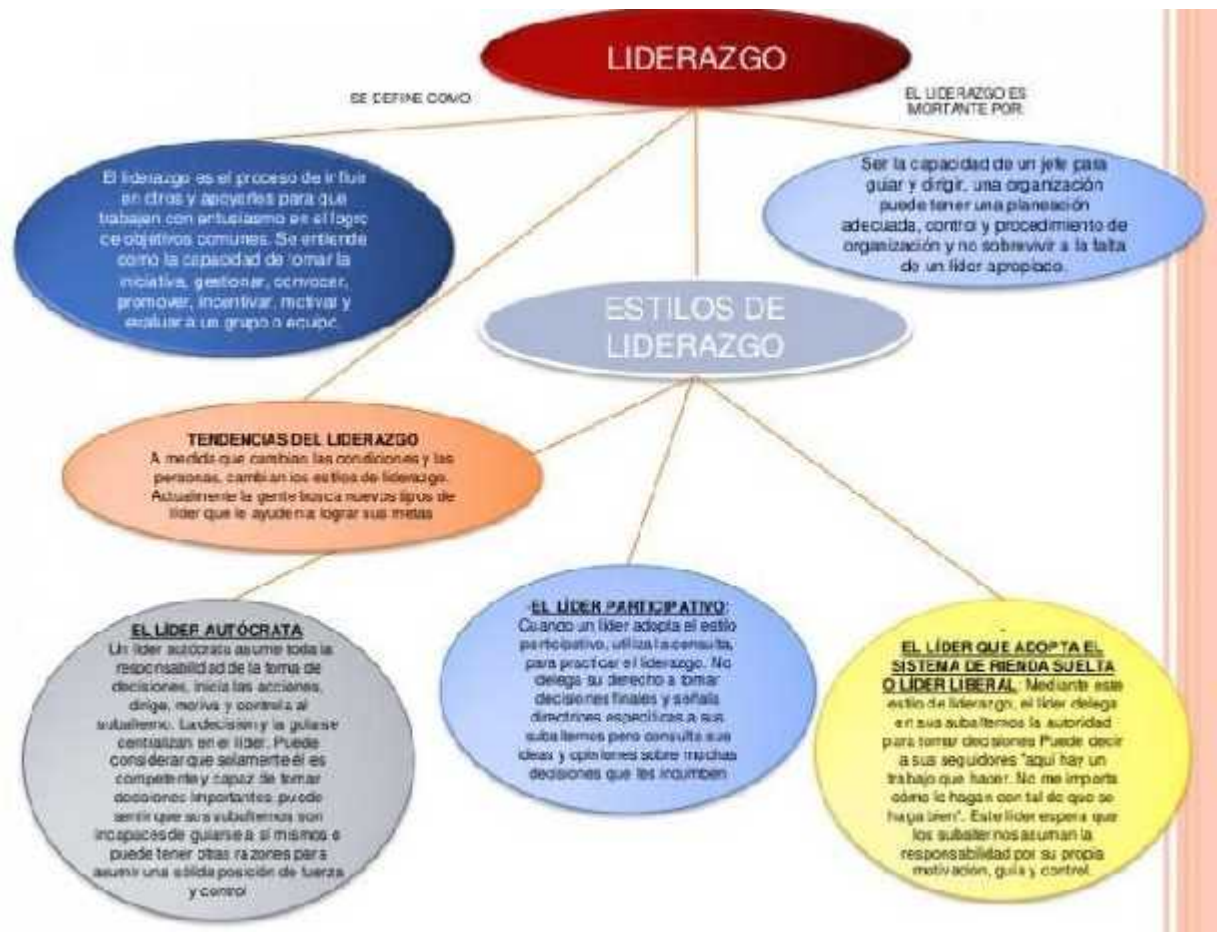 LIDERAZGO
SE DEFINE COMO
EL LIDERAZGO ES
IMORTANTE POR:
El liderazgo es el proceso de influir
en otros y apoyarlos para que
trabajen con entusiasmo en el logro
de objetivos comunes. Se entiende
como la capacidad de tomar la
iniciativa, gestionar, convocar,
promover, incentivar, motivar y
evaluar a un grupo o equipo.
Ser la capacidad de un jefe para
guiar y dirigir, una organización
puede tener una planeación
adecuada, control y procedimiento de
organización y no sobrevivir a la falta
de un líder apropiado.
ESTILOS DE
LIDERAZGO
TENDENCIAS DEL LIDERAZGO
A medida que cambian las condiciones y las
personas, cambian los estilos de liderazgo.
Actualmente la gente busca nuevos tipos de
líder que le ayuden a lograr sus metas
EL LÍDER AUTÓCRATA
Un líder autócrata asume toda la
responsabilidad de la toma de
decisiones, inicia las acciones,
dirige, motiva y controla al
subalterno. La decisión y la guía se
centralizan en el líder. Puede
considerar que solamente él es
competente y capaz de tomar
decisiones importantes, puede
sentir que sus subalternos son
incapaces de guiarse a sí mismos o
puede tener otras razones para
asumir una sólida posición de fuerza
y control
-EL LÍDER PARTICIPATIVO:
Cuando un líder adopta el estilo
participativo, utiliza la consulta,
para practicar el liderazgo. No
delega su derecho a tomar
decisiones finales y señala
directrices específicas a sus
subalternos pero consulta sus
ideas y opiniones sobre muchas
decisiones que les incumben
EL LÍDER QUE ADOPTA EL
SISTEMA DE RIENDA SUELTA
O LÍDER LIBERAL: Mediante este
estilo de liderazgo, el líder delega
en sus subalternos la autoridad
para tomar decisiones Puede decir
a sus seguidores "aquí hay un
trabajo que hacer. No me importa
cómo lo hagan con tal de que se
haga bien". Este líder espera que
los subalternos asuman la
responsabilidad por su propia
motivación, guía y control.